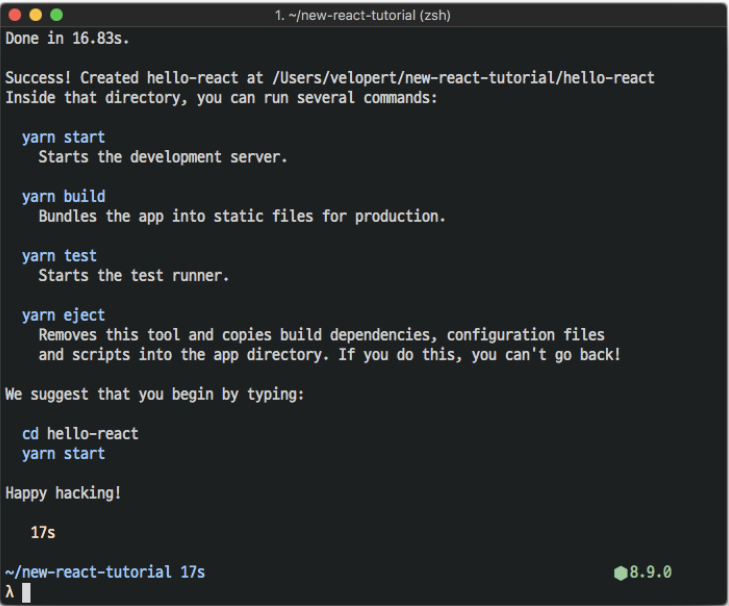 1. ~/new-react-tutorial (zsh)
Done in 16.83s.
Success! Created hello-react at /Users/velopert/new-react-tutorial/hello-react
Inside that directory, you can run several commands:
yarn start
Starts the development server.
yarn build
Bundles the app into static files for production.
yarn test
Starts the test runner.
yarn eject
Removes this tool and copies build dependencies, configuration files
and scripts into the app directory. If you do this, you can't go back!
We suggest that you begin by typing:
cd hello-react
yarn start
Happy hacking!
17s
~/new-react-tutorial 17s ⬢8.9.0
λ